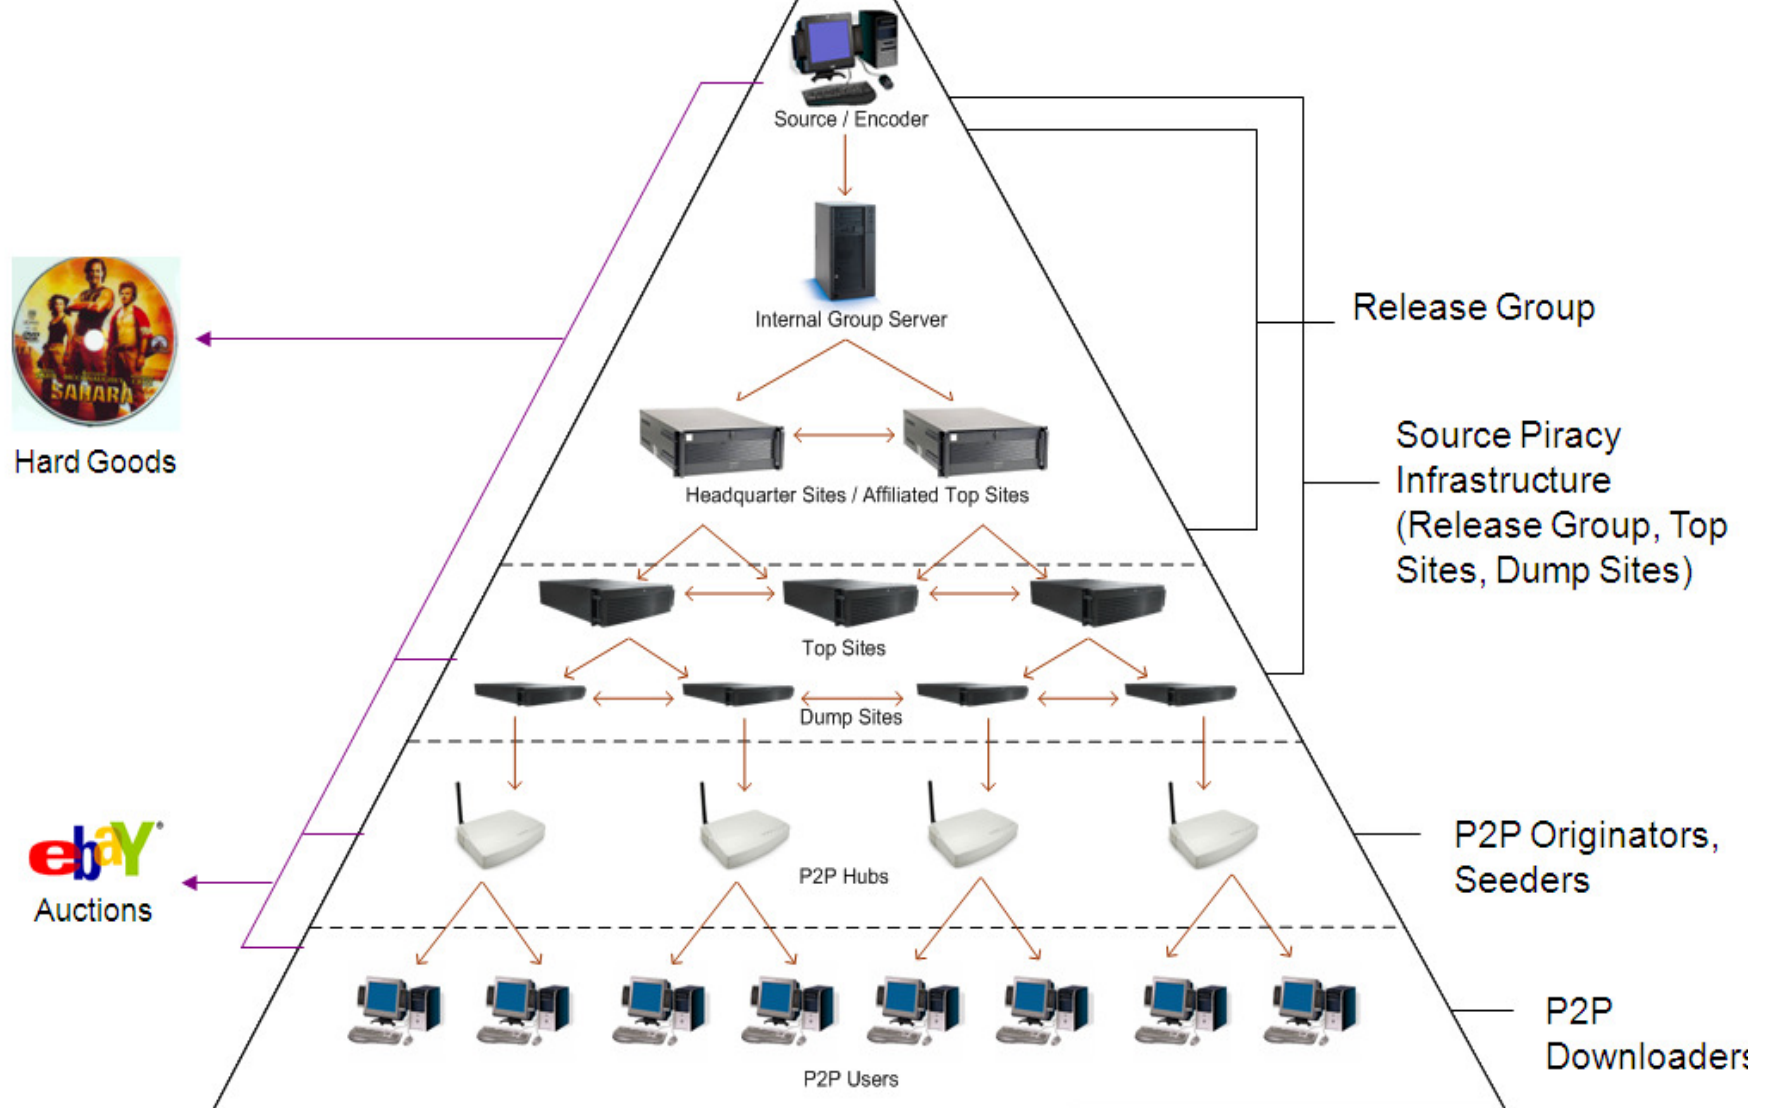 Source / Encoder
Internal Group Server
Release Group
SAHARA
Hard Goods
Headquarter Sites / Affiliated Top Sites
Source Piracy
Infrastructure
(Release Group, Top
Sites, Dump Sites)
Top Sites
Dump Sites
ebaY®
Auctions
P2P Hubs
P2P Originators,
Seeders
P2P Users
P2P
Downloaders